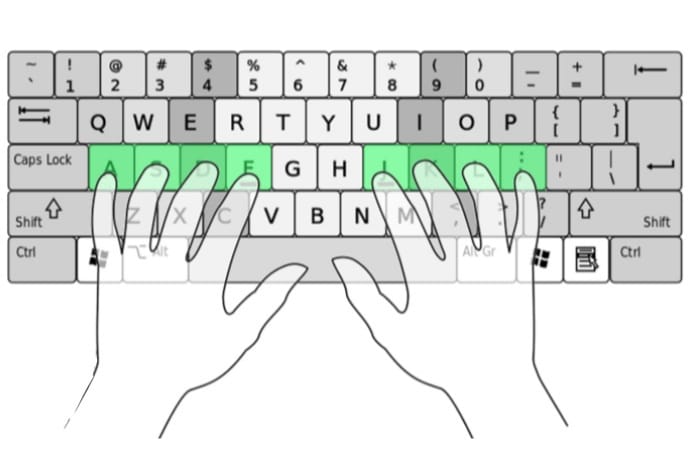 ~ ! @ # $ % ^ & * ( ) _ +
` 1 2 3 4 5 6 7 8 9 0 - =
Q W E R T Y U I O P { }
[ ]
Caps Lock A S D F G H J K L : " |
' \
Shift Z X C V B N M < > ? Shift
, /
Ctrl Alt Alt Gr Ctrl